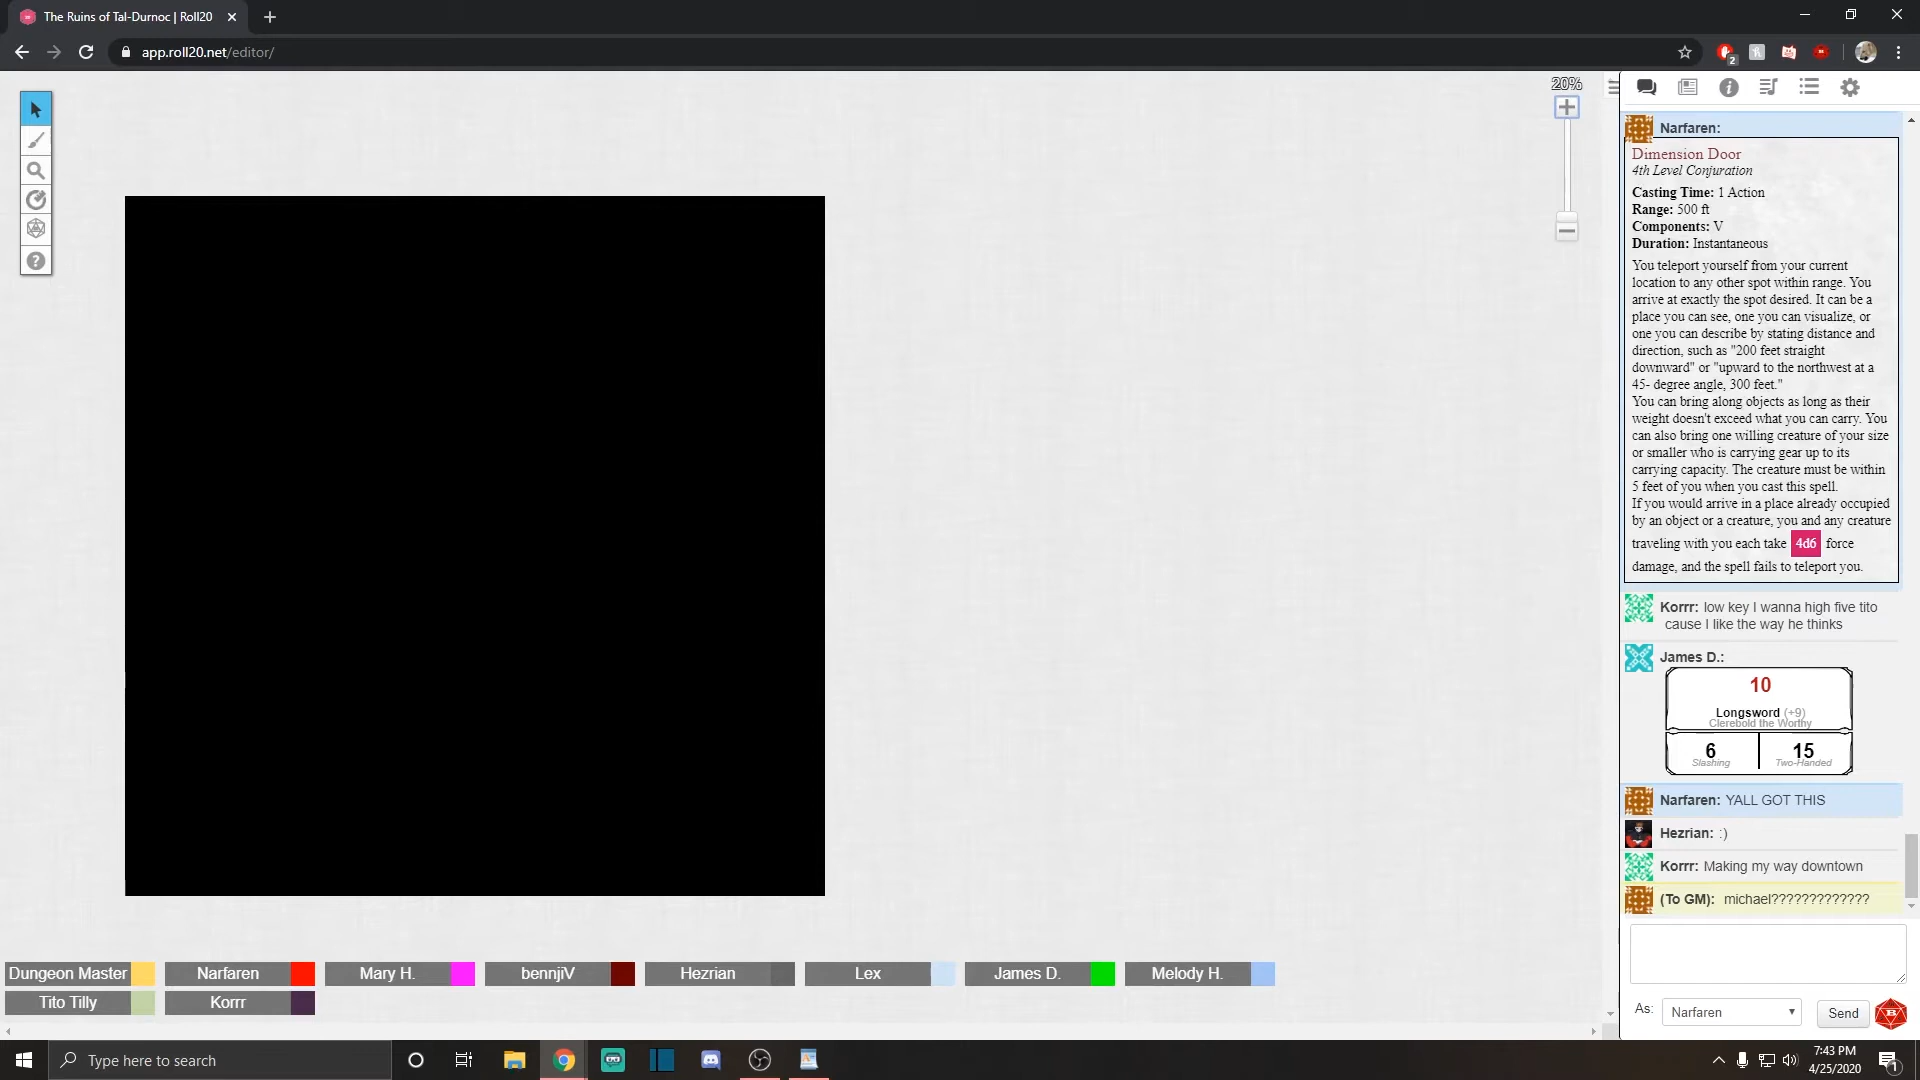 The Ruins of Tal-Durnoc | Roll20
app.roll20.net/editor/
2
20%
Narfaren:
Dimension Door
4th Level Conjuration
Casting Time: 1 Action
Range: 500 ft
Components: V
Duration: Instantaneous
You teleport yourself from your current
location to any other spot within range. You
arrive at exactly the spot desired. It can be a
place you can see, one you can visualize, or
one you can describe by stating distance and
direction, such as "200 feet straight
downward" or "upward to the northwest at a
45- degree angle, 300 feet."
You can bring along objects as long as their
weight doesn't exceed what you can carry. You
can also bring one willing creature of your size
or smaller who is carrying gear up to its
carrying capacity. The creature must be within
5 feet of you when you cast this spell.
If you would arrive in a place already occupied
by an object or a creature, you and any creature
traveling with you each take 4d6 force
damage, and the spell fails to teleport you.
Korrr: low key I wanna high five tito
cause I like the way he thinks
James D.:
10
Longsword (+9)
Clerebold the Worthy
6 15
Slashing Two-Handed
Narfaren: YALL GOT THIS
Hezrian: :)
Korrr: Making my way downtown
(To GM): michael?????????????
Dungeon Master Narfaren Mary H. bennjiV Hezrian Lex James D. Melody H.
Tito Tilly Korrr
As: Narfaren Send
Type here to search
7:43 PM
4/25/2020
1